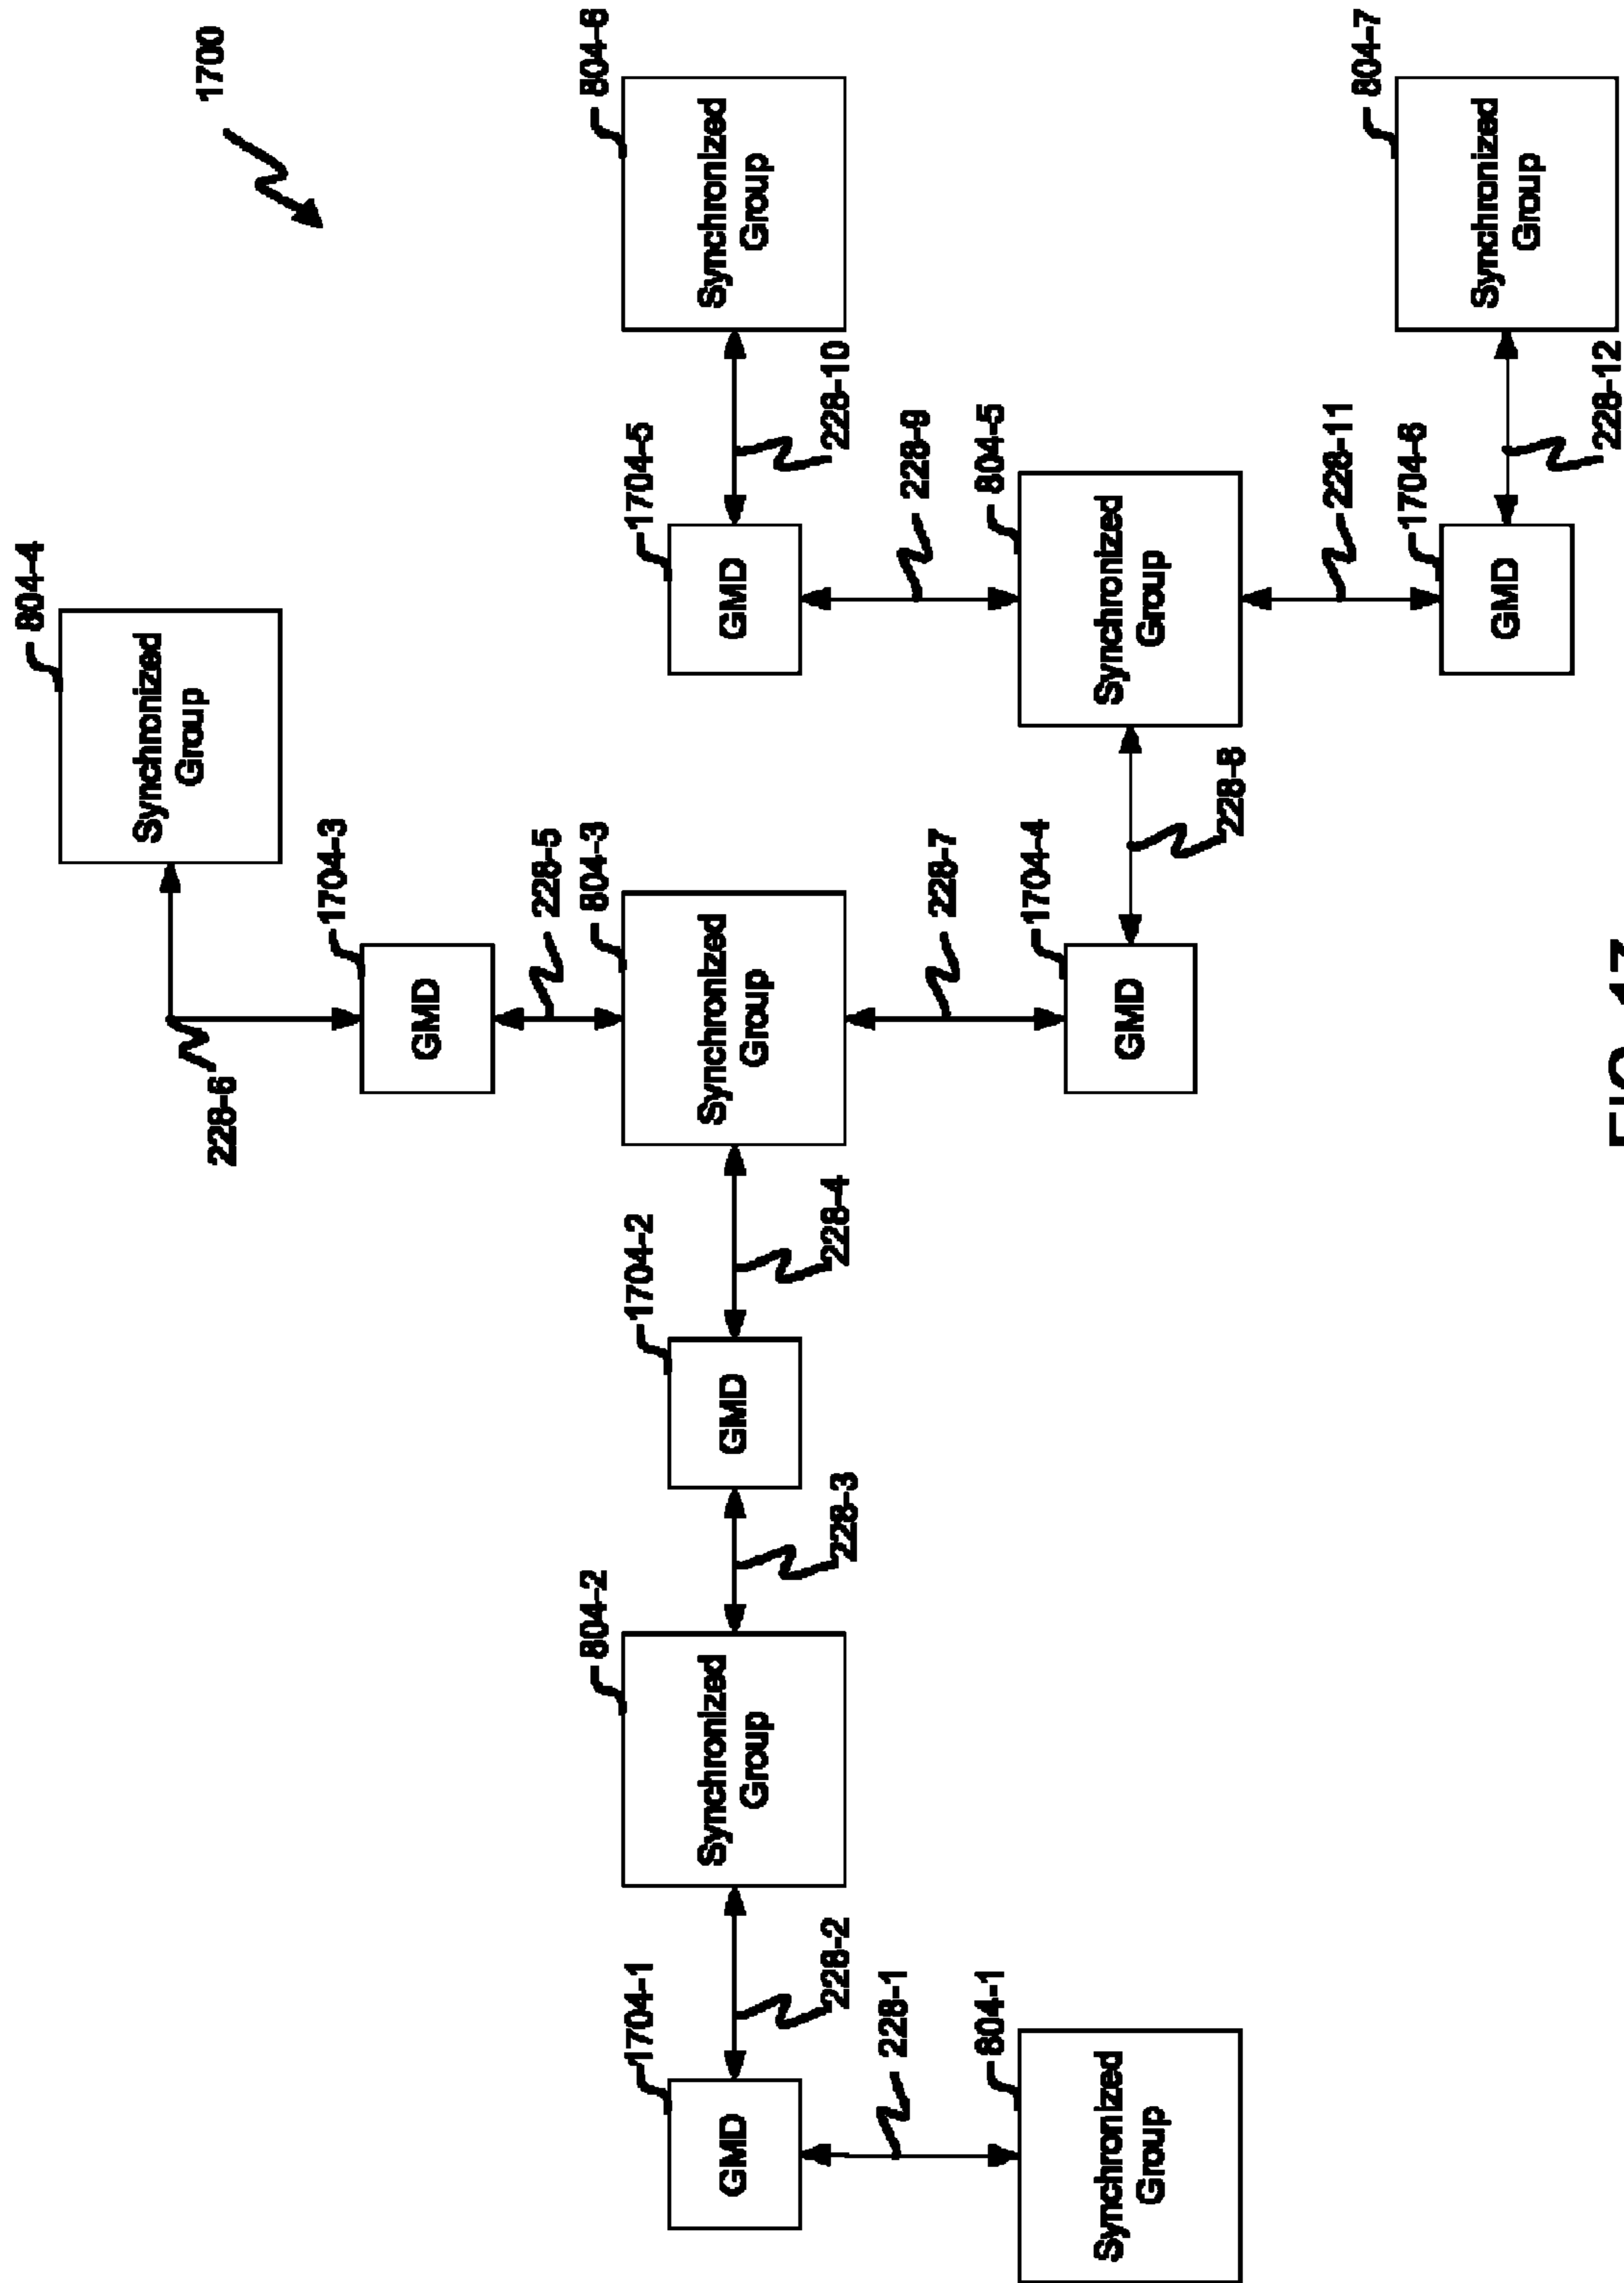 1700
804-4
Synchronized
Group
228-6
1704-3
GMD
228-5
1704-1
GMD
228-2
804-2
Synchronized
Group
228-3
1704-2
GMD
228-4
804-3
Synchronized
Group
1704-5
GMD
228-10
804-6
Synchronized
Group
228-1
228-7
228-9
804-1
Synchronized
Group
1704-4
GMD
228-8
804-5
Synchronized
Group
228-11
1704-6
GMD
228-12
804-7
Synchronized
Group